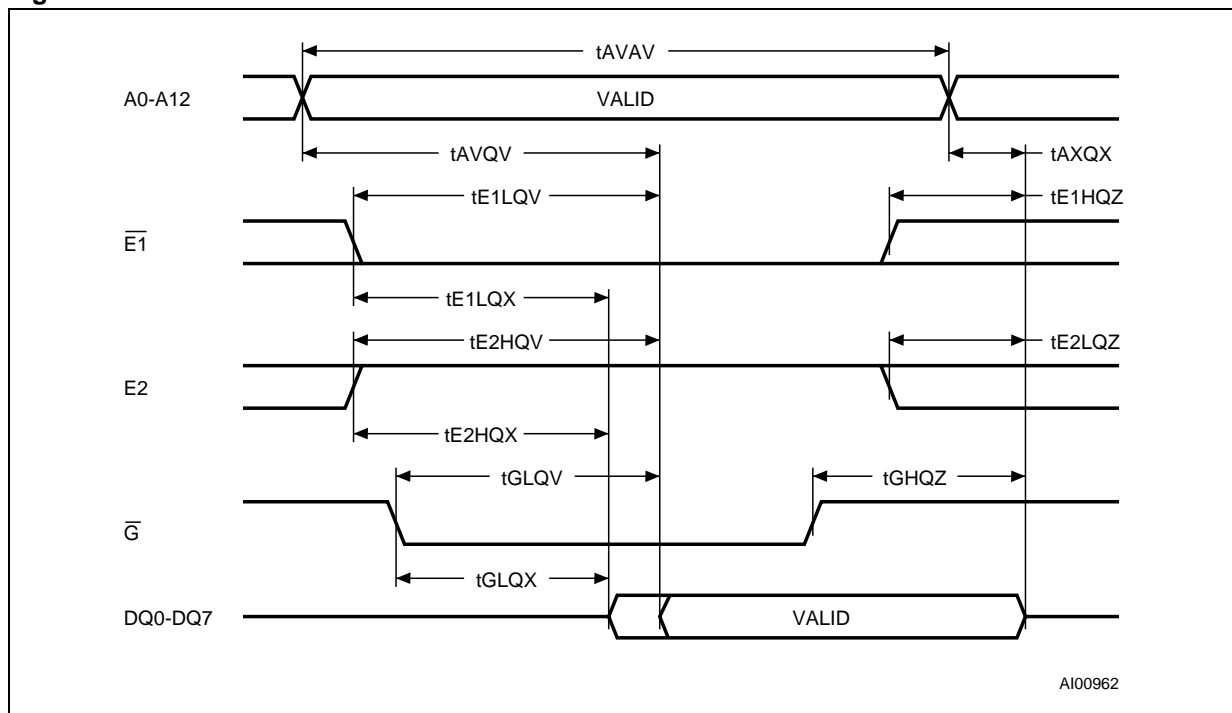 tAVAV
A0-A12 VALID
tAVQV tAXQX
tE1LQV tE1HQZ
E1
tE1LQX
tE2HQV tE2LQZ
E2
tE2HQX
tGLQV tGHQZ
G
tGLQX
DQ0-DQ7 VALID
AI00962